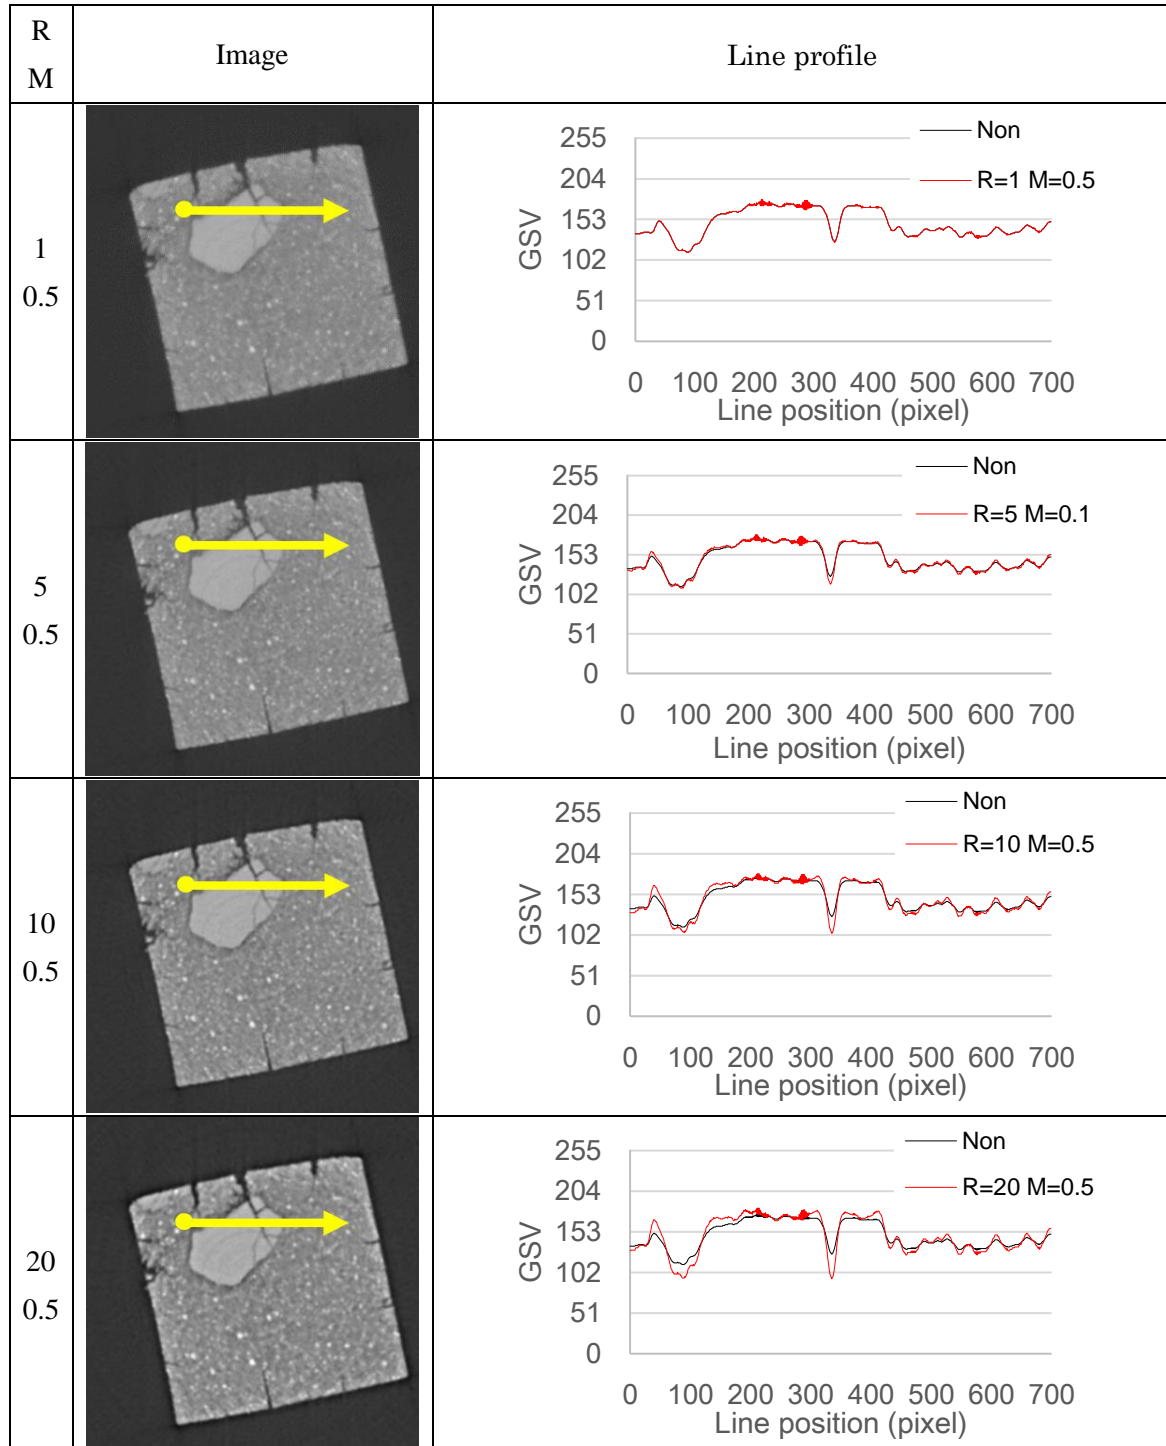 R
M
Image
Line profile
1
0.5
255
204
153
102
51
0
GSV
Non
R=1 M=0.5
0 100 200 300 400 500 600 700
Line position (pixel)
5
0.5
255
204
153
102
51
0
GSV
Non
R=5 M=0.1
0 100 200 300 400 500 600 700
Line position (pixel)
10
0.5
255
204
153
102
51
0
GSV
Non
R=10 M=0.5
0 100 200 300 400 500 600 700
Line position (pixel)
20
0.5
255
204
153
102
51
0
GSV
Non
R=20 M=0.5
0 100 200 300 400 500 600 700
Line position (pixel)